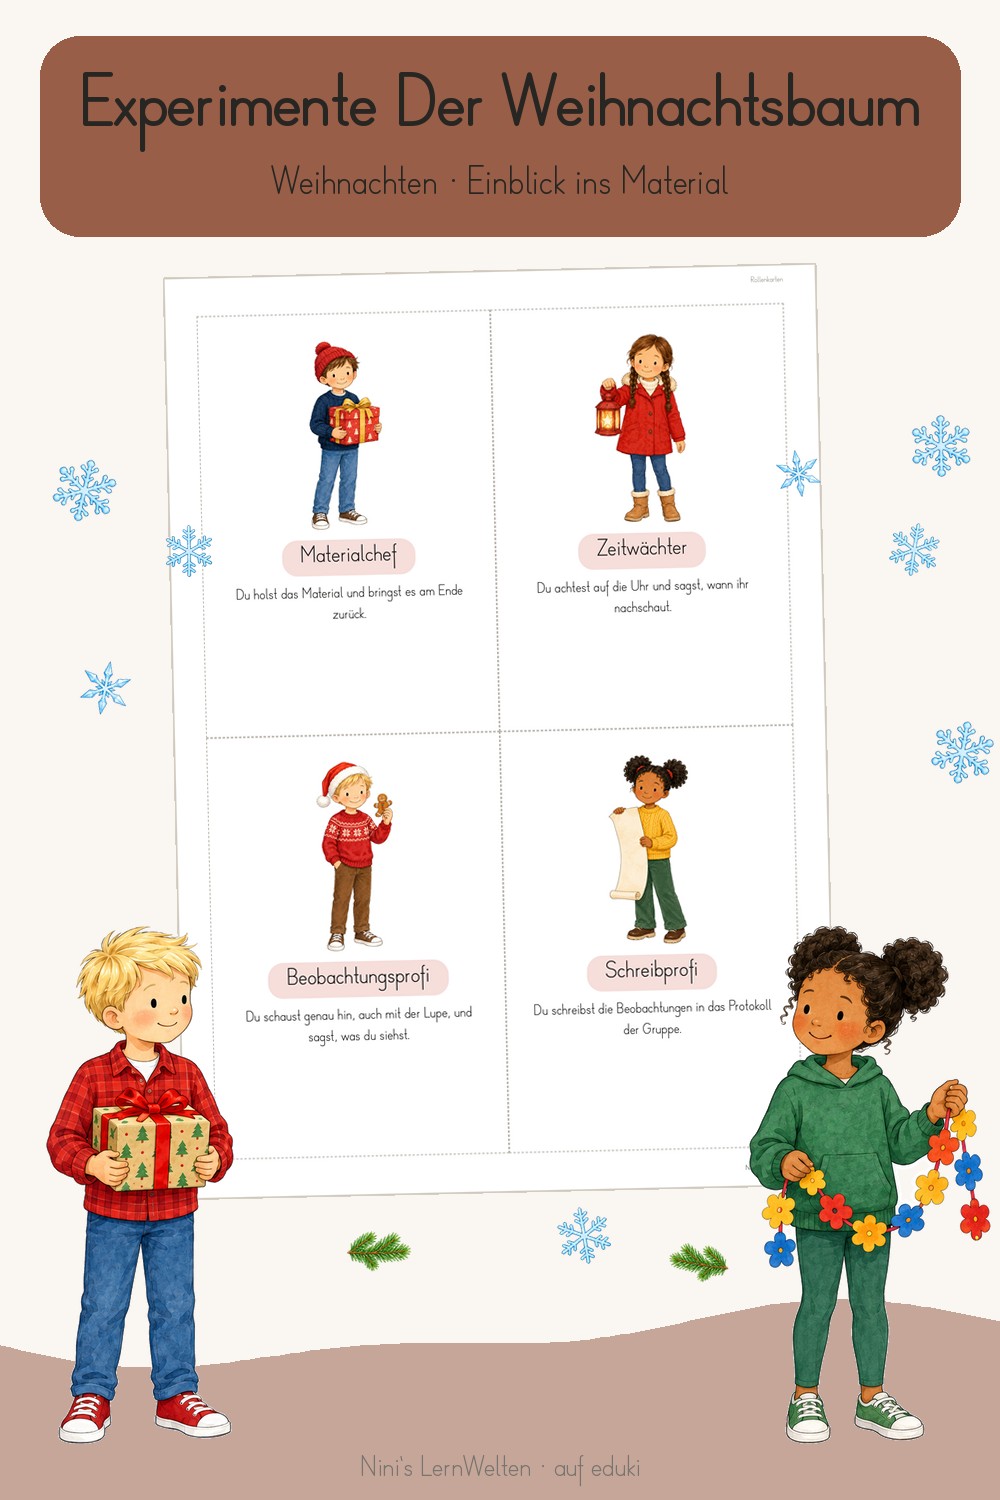 Experimente Der Weihnachtsbaum
Weihnachten · Einblick ins Material
Rollenkarten
Materialchef
Du holst das Material und bringst es am Ende
zurück.
Zeitwächter
Du achtest auf die Uhr und sagst, wann ihr
nachschaut.
Beobachtungsprofi
Du schaust genau hin, auch mit der Lupe, und
sagst, was du siehst.
Schreibprofi
Du schreibst die Beobachtungen in das Protokoll
der Gruppe.
Nini's LernWelten · auf eduki